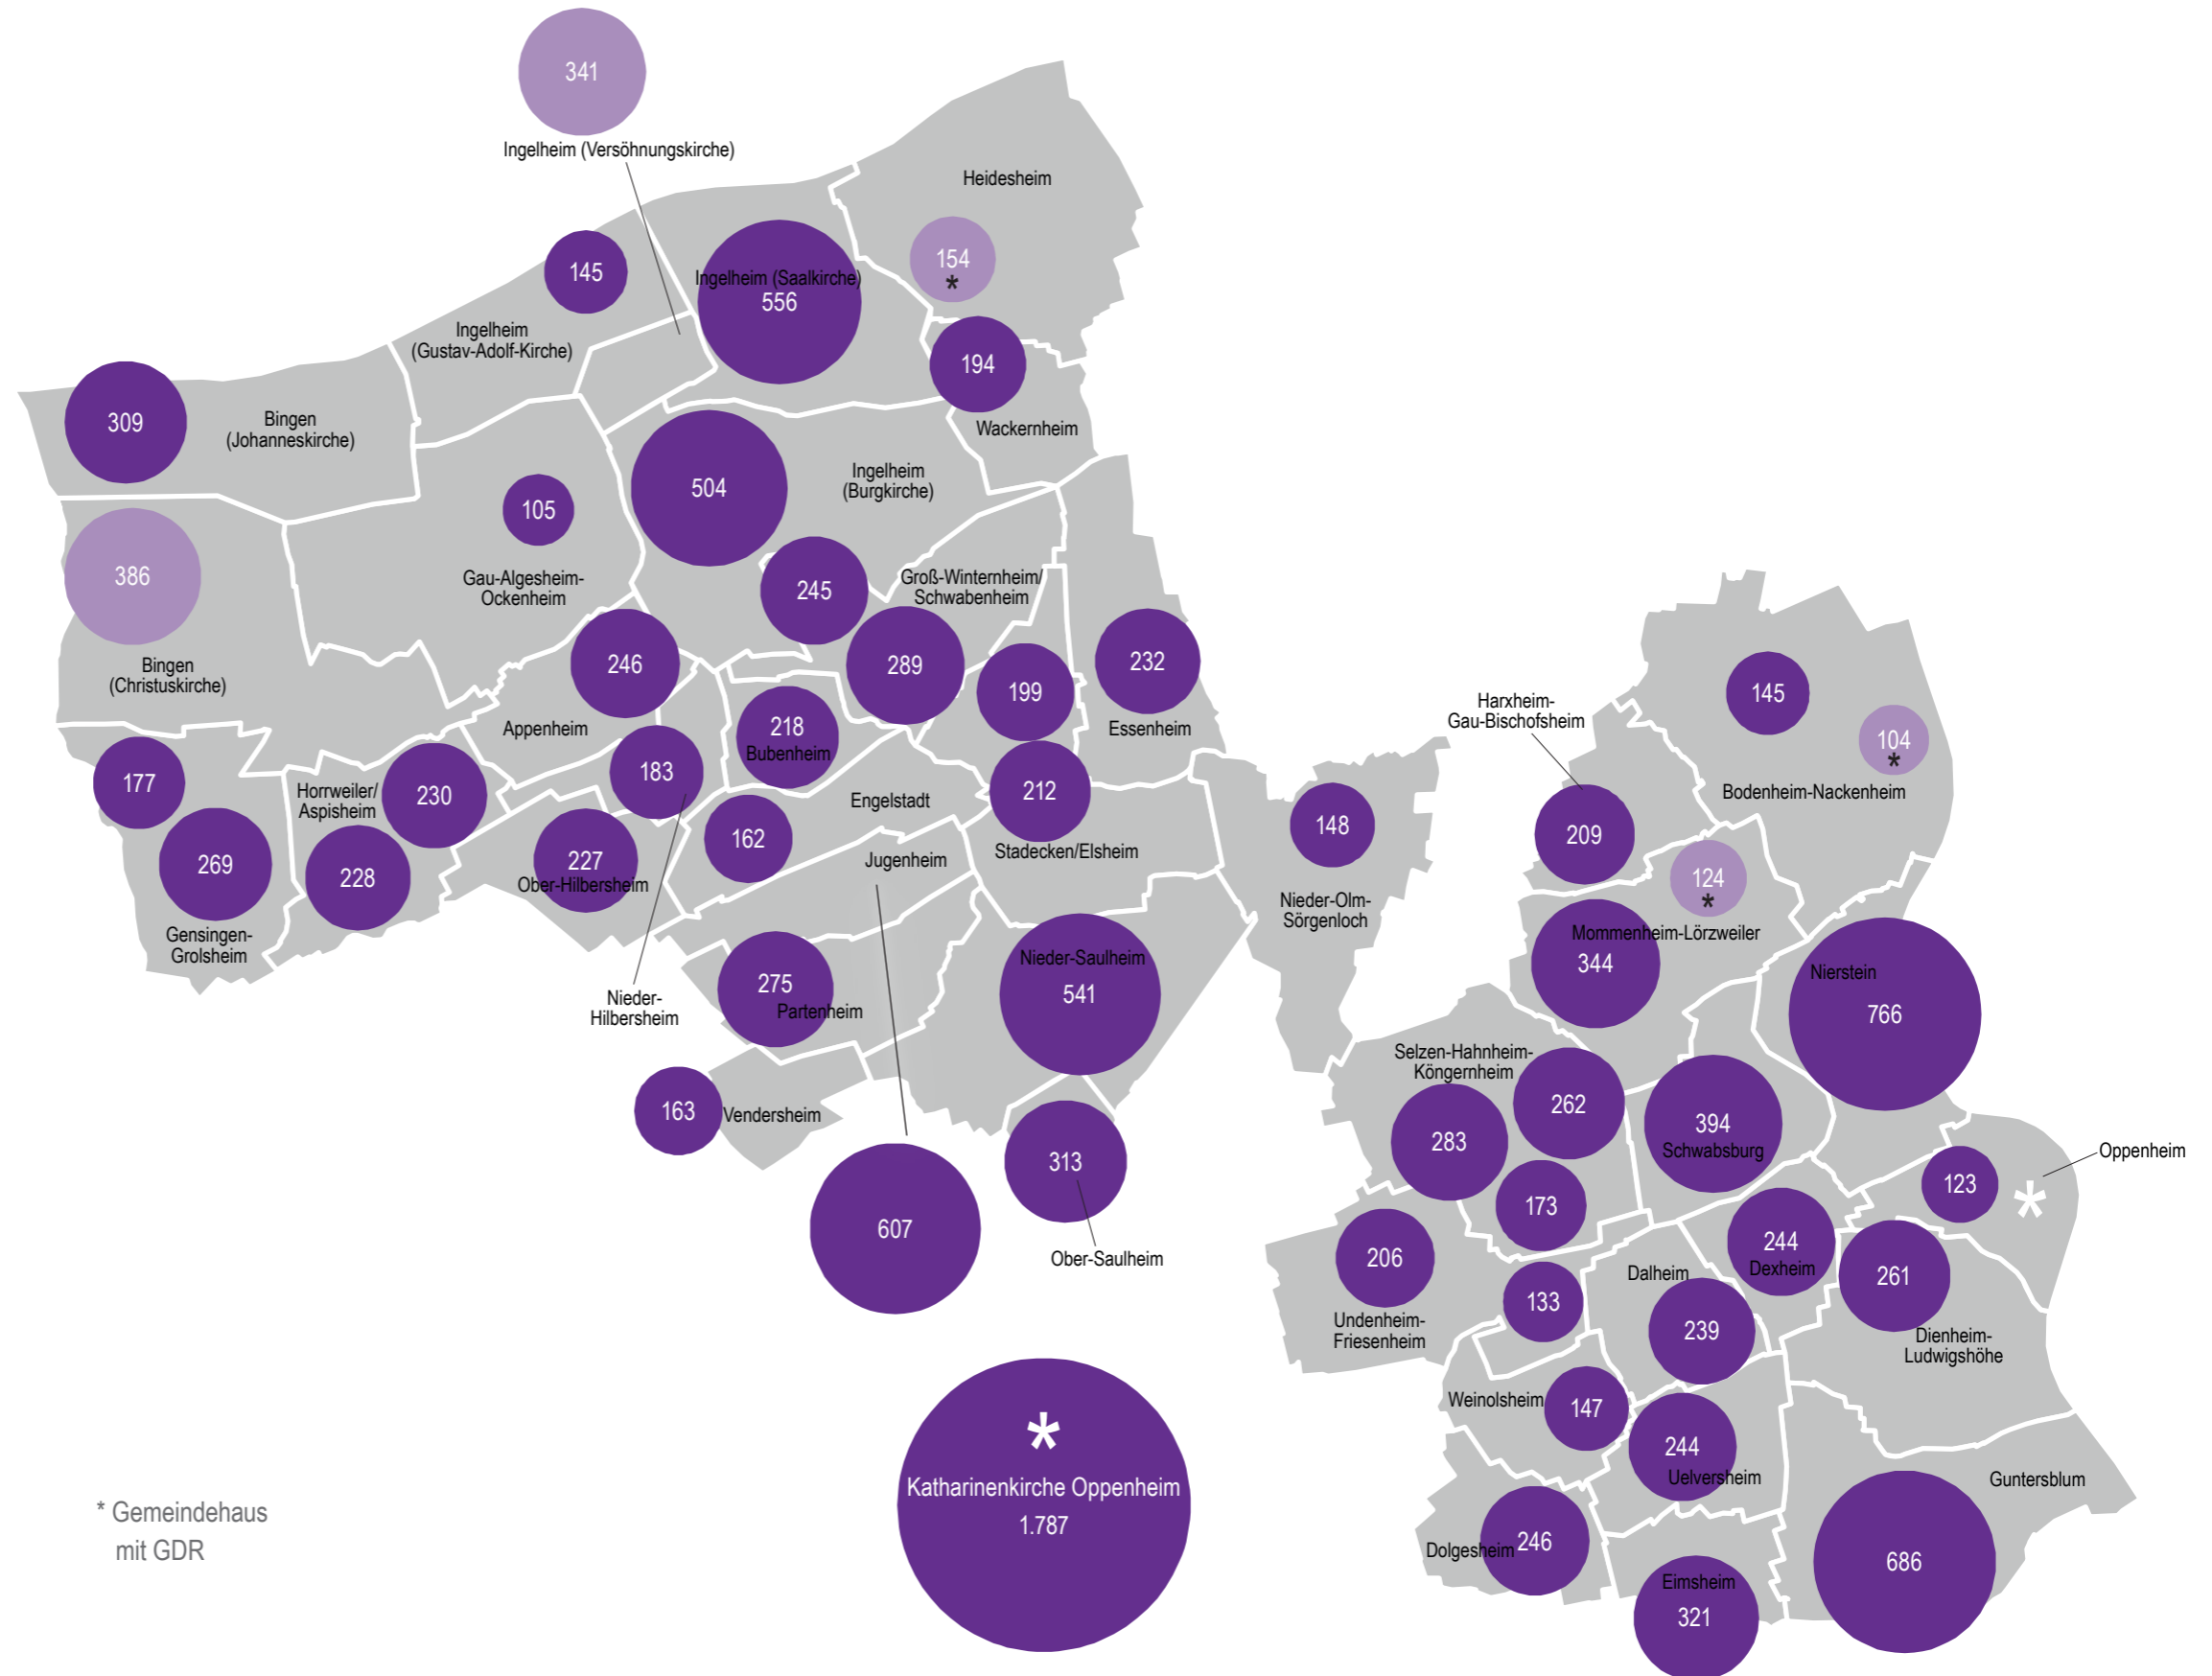 341
Ingelheim (Versöhnungskirche)
Heidesheim
154
*
145
Ingelheim (Saalkirche)
556
Ingelheim
(Gustav-Adolf-Kirche)
194
Wackernheim
309
Bingen
(Johanneskirche)
504
Ingelheim
(Burgkirche)
105
Gau-Algesheim-
Ockenheim
386
Bingen
(Christuskirche)
245
Groß-Winternheim/
Schwabenheim
246
Appenheim
289
199
232
Essenheim
218
Bubenheim
183
177
Horrweiler/
Aspisheim
230
269
Gensingen-
Grolsheim
228
227
Ober-Hilbersheim
162
Engelstadt
Jugenheim
212
Stadecken/Elsheim
Nieder-
Hilbersheim
275
Partenheim
Nieder-Saulheim
541
163
Vendersheim
607
313
Ober-Saulheim
148
Nieder-Olm-
Sörgenloch
Harxheim-
Gau-Bischofsheim
209
145
104
*
Bodenheim-Nackenheim
124
*
Mommenheim-Lörzweiler
344
Nierstein
766
Selzen-Hahnheim-
Köngernheim
262
283
173
394
Schwabsburg
Oppenheim
123
*
206
Undenheim-
Friesenheim
133
Dalheim
239
244
Dexheim
261
Dienheim-
Ludwigshöhe
Weinolsheim
147
244
Uelversheim
Guntersblum
686
Dolgesheim
246
Eimsheim
321
*
Katharinenkirche Oppenheim
1.787
* Gemeindehaus
mit GDR